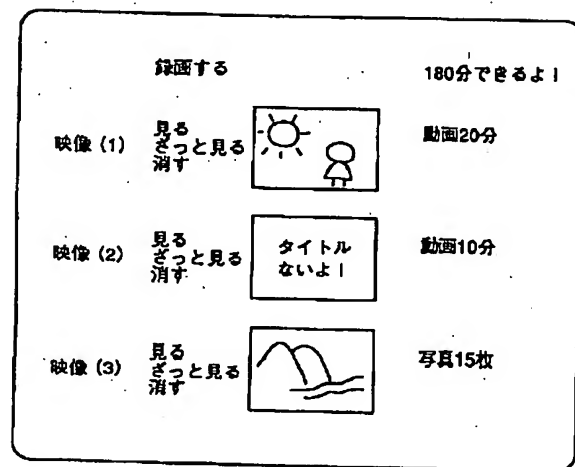 録画する 180分できるよ！
映像 (1) 見る 動画20分
ざっと見る
消す
映像 (2) 見る 動画10分
ざっと見る
消す
タイトル
ないよ！
映像 (3) 見る 写真15枚
ざっと見る
消す